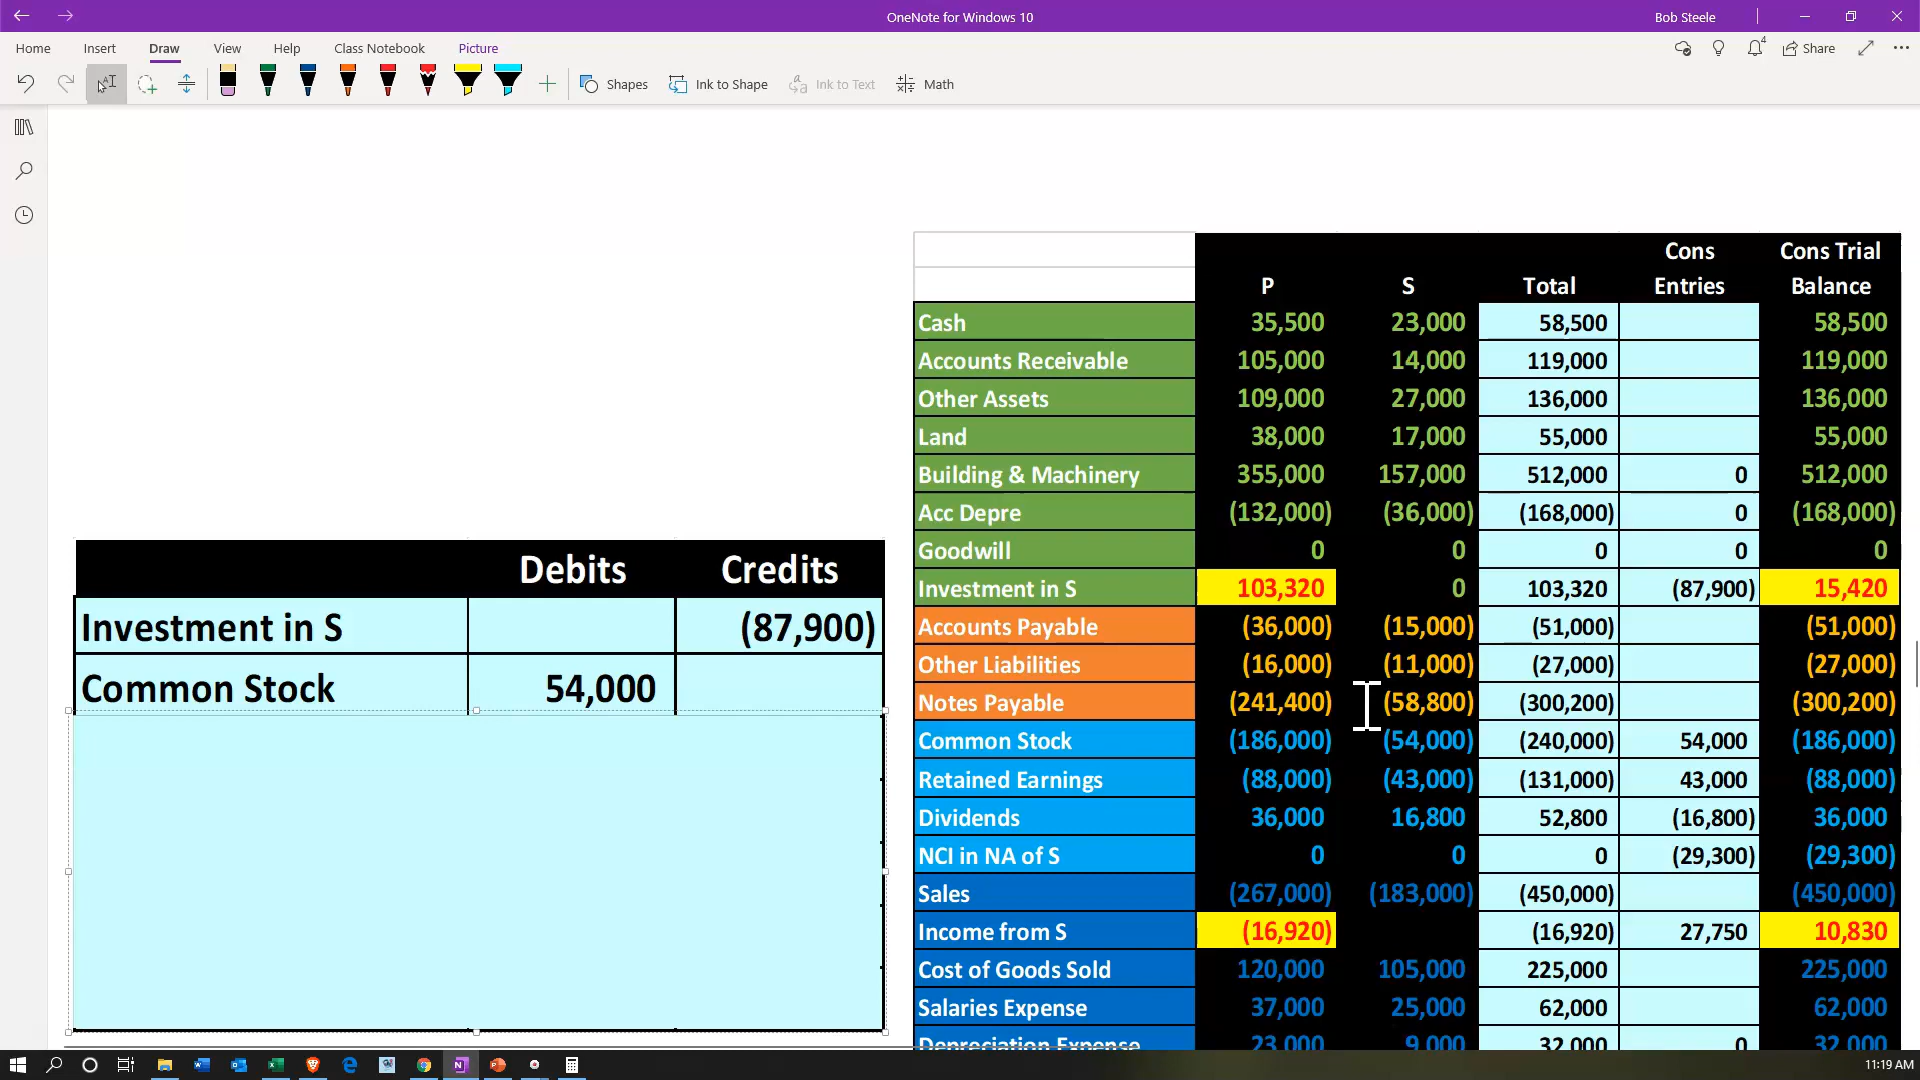 OneNote for Windows 10
Bob Steele
Home Insert Draw View Help Class Notebook Picture
4 Share
Shapes Ink to Shape Ink to Text Math
Debits Credits
Investment in S (87,900)
Common Stock 54,000
P S Total Cons Entries Cons Trial Balance
Cash 35,500 23,000 58,500 58,500
Accounts Receivable 105,000 14,000 119,000 119,000
Other Assets 109,000 27,000 136,000 136,000
Land 38,000 17,000 55,000 55,000
Building & Machinery 355,000 157,000 512,000 0 512,000
Acc Depre (132,000) (36,000) (168,000) 0 (168,000)
Goodwill 0 0 0 0 0
Investment in S 103,320 0 103,320 (87,900) 15,420
Accounts Payable (36,000) (15,000) (51,000) (51,000)
Other Liabilities (16,000) (11,000) (27,000) (27,000)
Notes Payable (241,400) (58,800) (300,200) (300,200)
Common Stock (186,000) (54,000) (240,000) 54,000 (186,000)
Retained Earnings (88,000) (43,000) (131,000) 43,000 (88,000)
Dividends 36,000 16,800 52,800 (16,800) 36,000
NCI in NA of S 0 0 0 (29,300) (29,300)
Sales (267,000) (183,000) (450,000) (450,000)
Income from S (16,920) (16,920) 27,750 10,830
Cost of Goods Sold 120,000 105,000 225,000 225,000
Salaries Expense 37,000 25,000 62,000 62,000
Depreciation Expense 23,000 9,000 32,000 0 32,000
11:19 AM